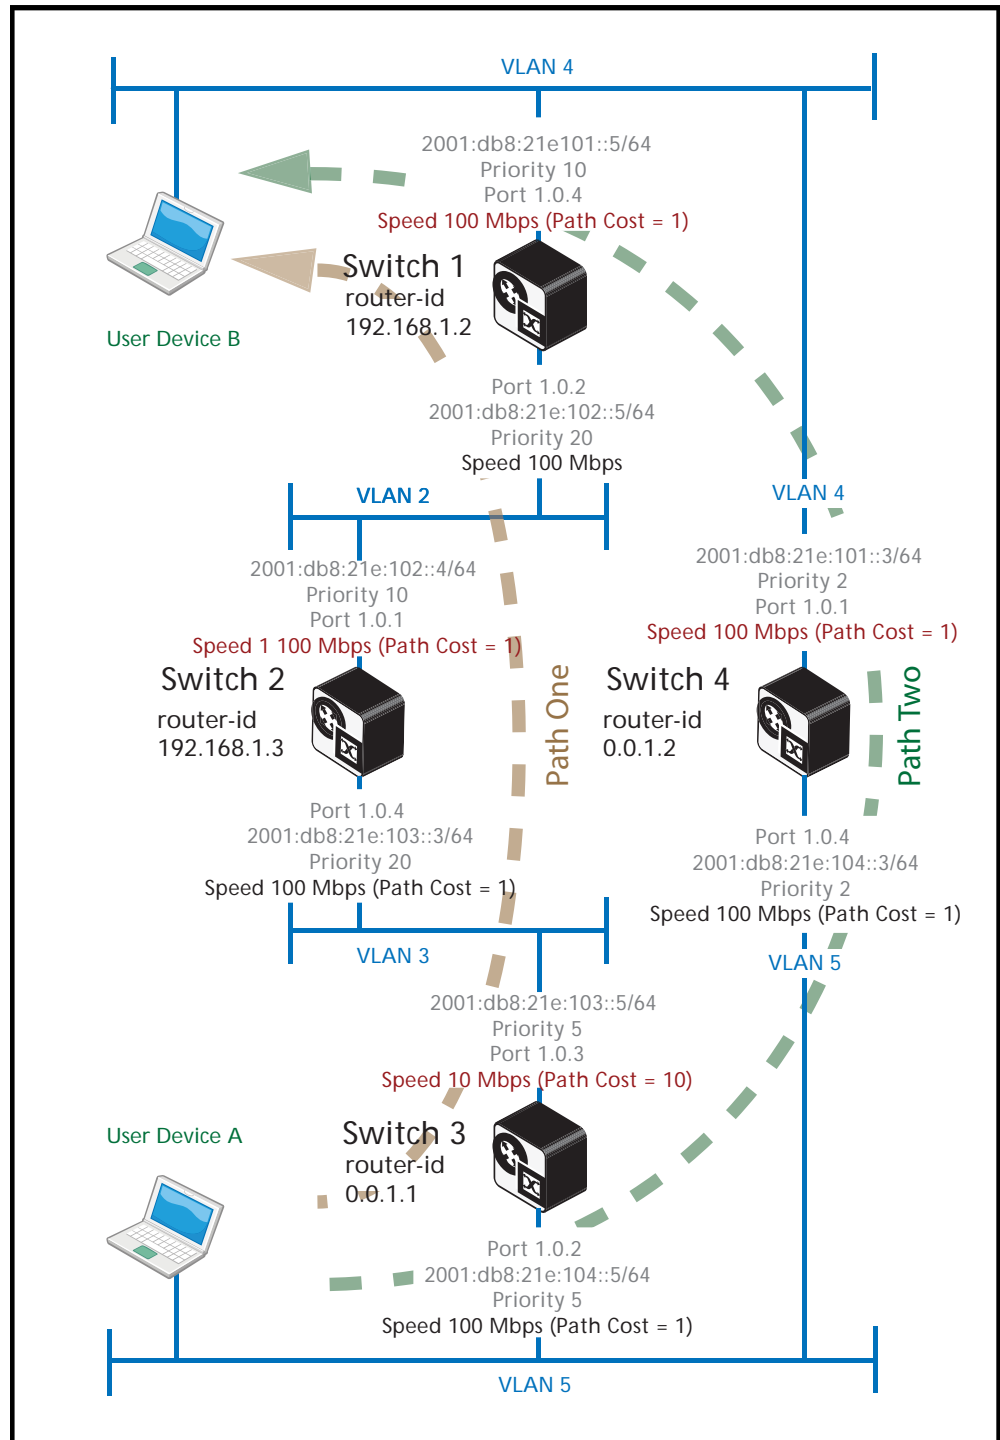 VLAN 4
2001:db8:21e101::5/64
Priority 10
Port 1.0.4
Speed 100 Mbps (Path Cost = 1)
Switch 1
router-id
192.168.1.2
User Device B
Port 1.0.2
2001:db8:21e:102::5/64
Priority 20
Speed 100 Mbps
VLAN 2
VLAN 4
2001:db8:21e:102::4/64
Priority 10
Port 1.0.1
Speed 1 100 Mbps (Path Cost = 1)
Switch 2
router-id
192.168.1.3
Path One
2001:db8:21e:101::3/64
Priority 2
Port 1.0.1
Speed 100 Mbps (Path Cost = 1)
Switch 4
router-id
0.0.1.2
Path Two
Port 1.0.4
2001:db8:21e:103::3/64
Priority 20
Speed 100 Mbps (Path Cost = 1)
Port 1.0.4
2001:db8:21e:104::3/64
Priority 2
Speed 100 Mbps (Path Cost = 1)
VLAN 3
VLAN 5
2001:db8:21e:103::5/64
Priority 5
Port 1.0.3
Speed 10 Mbps (Path Cost = 10)
User Device A
Switch 3
router-id
0.0.1.1
Port 1.0.2
2001:db8:21e:104::5/64
Priority 5
Speed 100 Mbps (Path Cost = 1)
VLAN 5